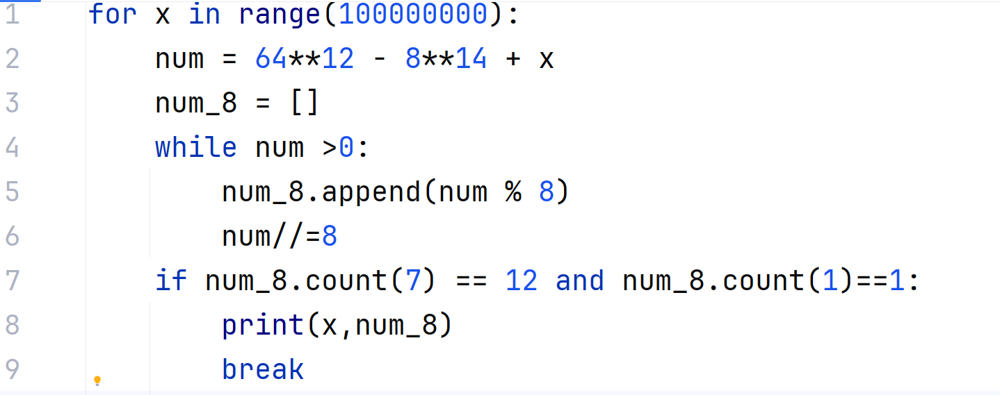 1 for x in range(100000000):
2     num = 64**12 - 8**14 + x
3     num_8 = []
4     while num >0:
5         num_8.append(num % 8)
6         num//=8
7     if num_8.count(7) == 12 and num_8.count(1)==1:
8         print(x,num_8)
9         break